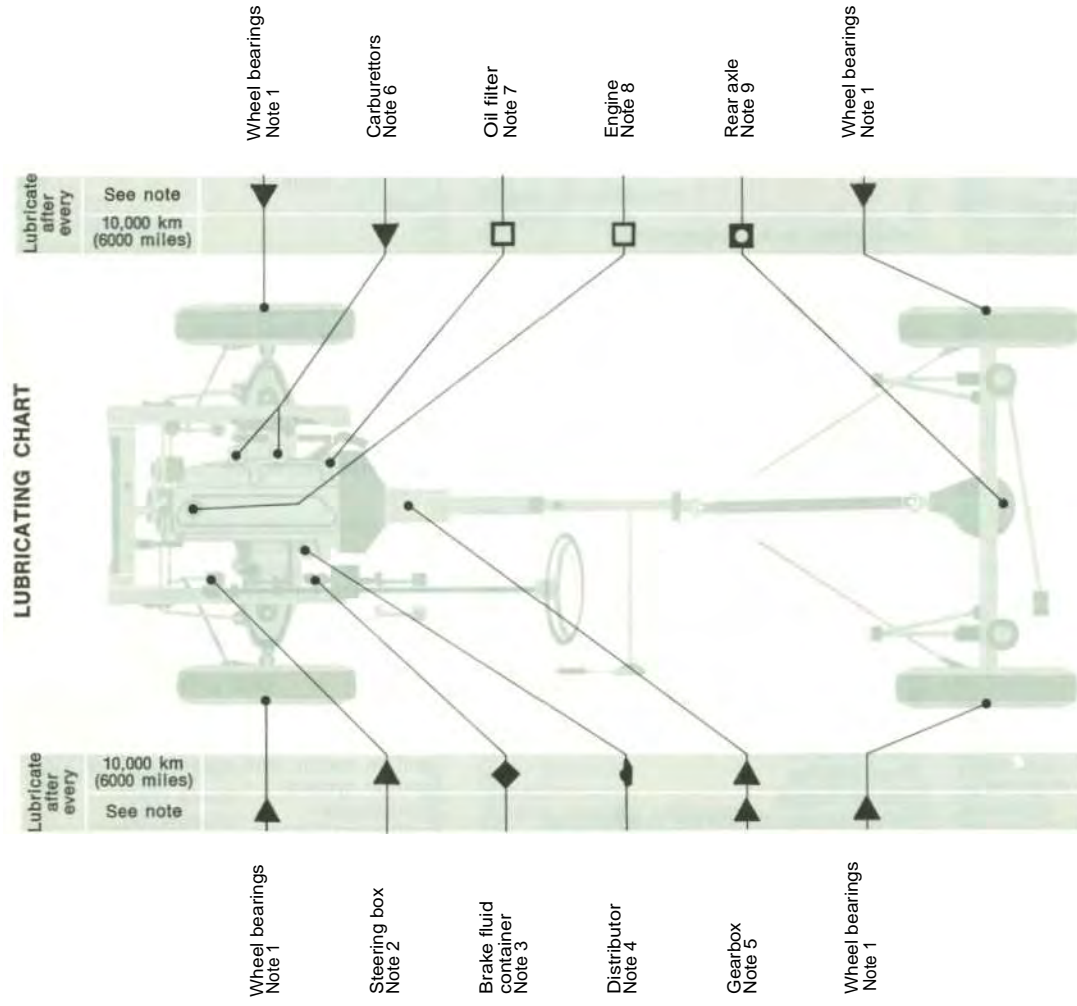 LUBRICATING CHART
Lubricate
after
every
See note
10,000 km
(6000 miles)
Wheel bearings
Note 1
Carburettors
Note 6
Oil filter
Note 7
Engine
Note 8
Rear axle
Note 9
Wheel bearings
Note 1
Lubricate
after
every
10,000 km
(6000 miles)
See note
Wheel bearings
Note 1
Steering box
Note 2
Brake fluid
container
Note 3
Distributor
Note 4
Gearbox
Note 5
Wheel bearings
Note 1